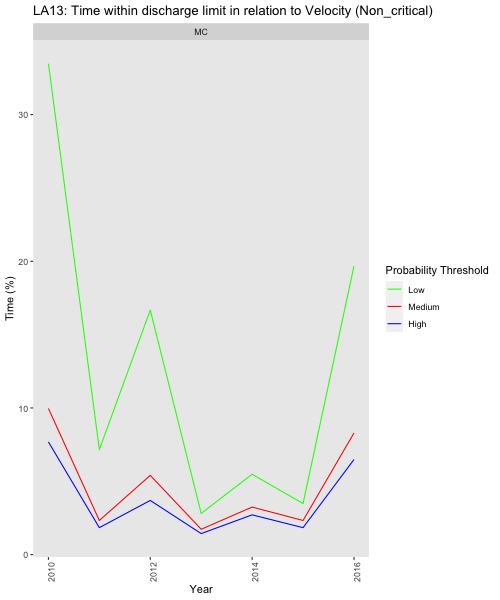 LA13: Time within discharge limit in relation to Velocity (Non_critical)
MC
Time (%)
30
20
10
0
2010
2012
2014
2016
Year
Probability Threshold
Low
Medium
High